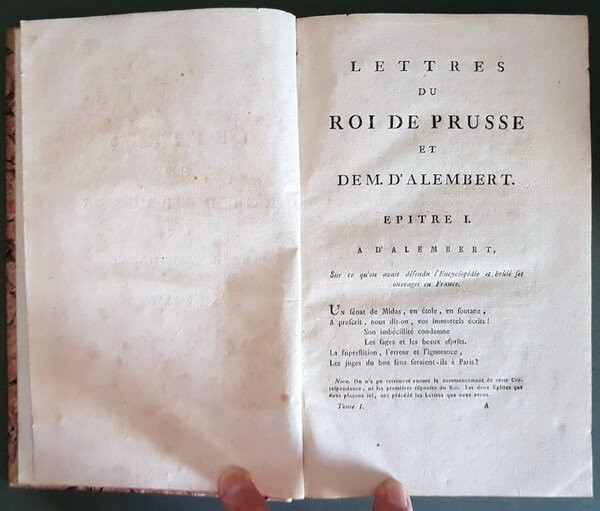 LETTRES
DU
ROI DE PRUSSE
ET
DE M. D'ALEMBERT.
EPITRE I.
A D'ALEMBERT,
Sur ce qu'on avait défendu l'Encyclopédie et brûlé ses
ouvrages en France.
UN ſénat de Midas, en étole, en ſoutane,
A proſcrit, nous dit-on, vos immortels écrits!
Son imbécillité condamne
Les ſages et les beaux eſprits.
La ſuperſtition, l'erreur et l'ignorance,
Les juges du bon ſens ſeraient-ils à Paris?
NOTA. On n'a pu retrouver encore le commencement de cette Cor-
reſpondance, ni les premières réponſes du Roi. Les deux Epitres que
nous plaçons ici, ont précédé les Lettres que nous avons.
Tome I. A